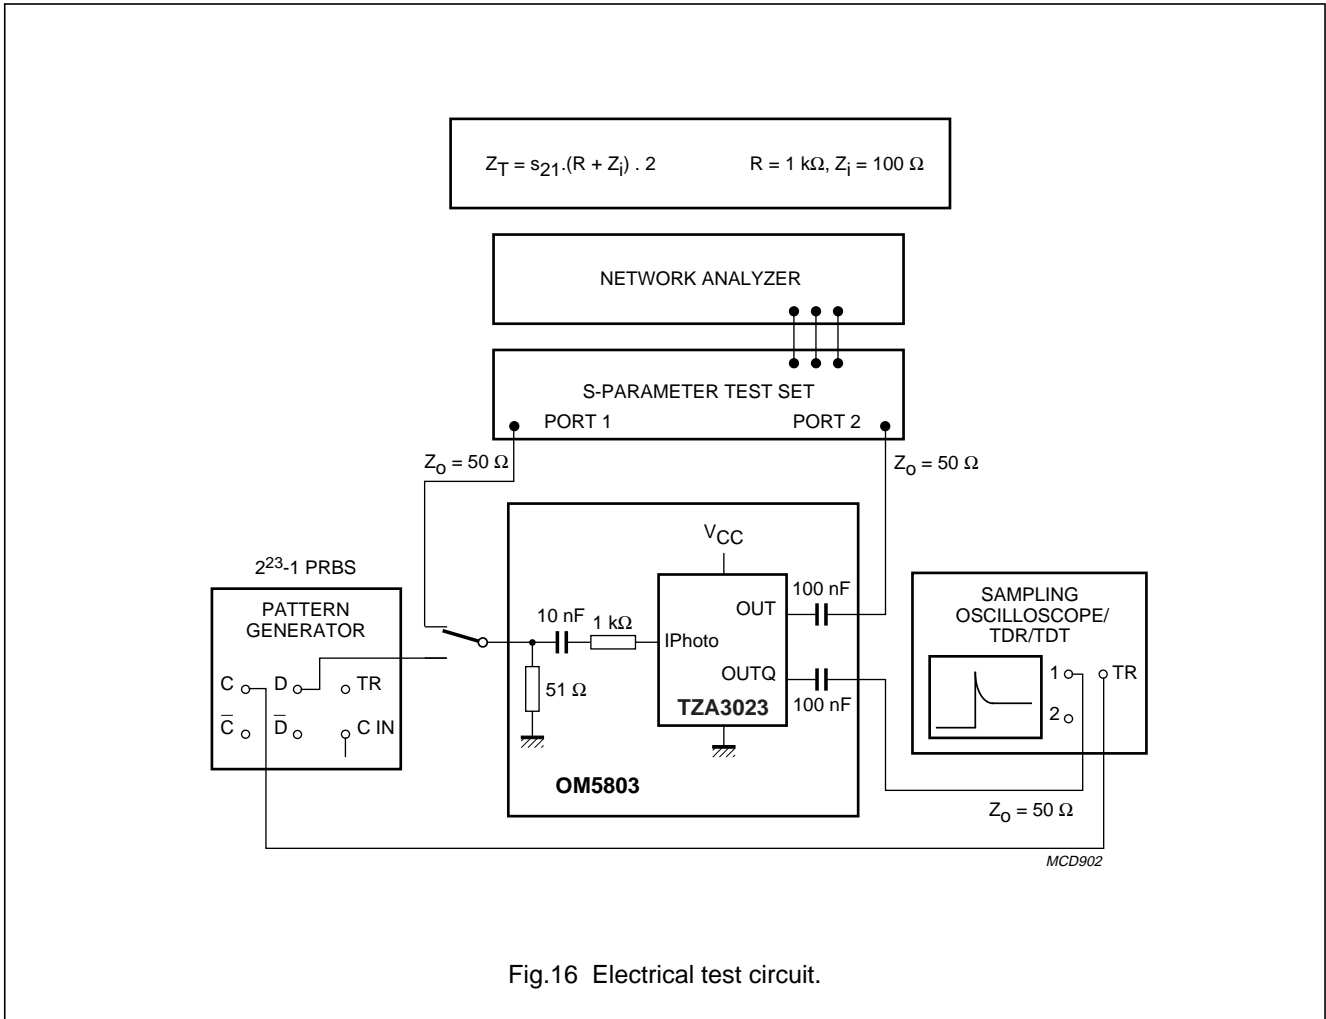 Z_T = s_21.(R + Z_i) . 2    R = 1 kΩ, Z_i = 100 Ω
NETWORK ANALYZER
S-PARAMETER TEST SET
PORT 1    PORT 2
Z_o = 50 Ω    Z_o = 50 Ω
V_CC
2^23-1 PRBS
PATTERN
GENERATOR
C    D    TR
C̅    D̅    C IN
10 nF    1 kΩ
51 Ω
IPhoto
OUT
OUTQ
TZA3023
100 nF
100 nF
OM5803
SAMPLING
OSCILLOSCOPE/
TDR/TDT
1    TR
2
Z_o = 50 Ω
MCD902
Fig.16 Electrical test circuit.